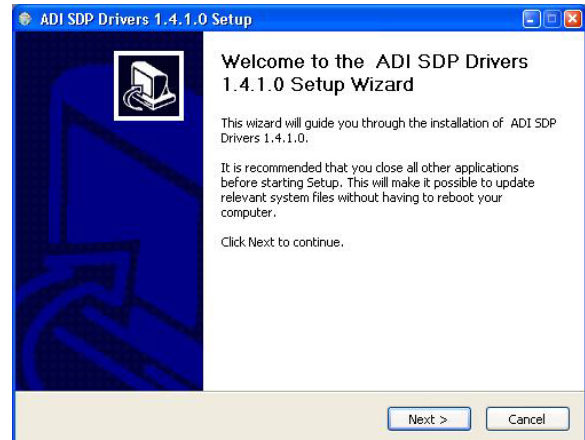 ADI SDP Drivers 1.4.1.0 Setup
Welcome to the ADI SDP Drivers
1.4.1.0 Setup Wizard
This wizard will guide you through the installation of ADI SDP
Drivers 1.4.1.0.
It is recommended that you close all other applications
before starting Setup. This will make it possible to update
relevant system files without having to reboot your
computer.
Click Next to continue.
Next > Cancel